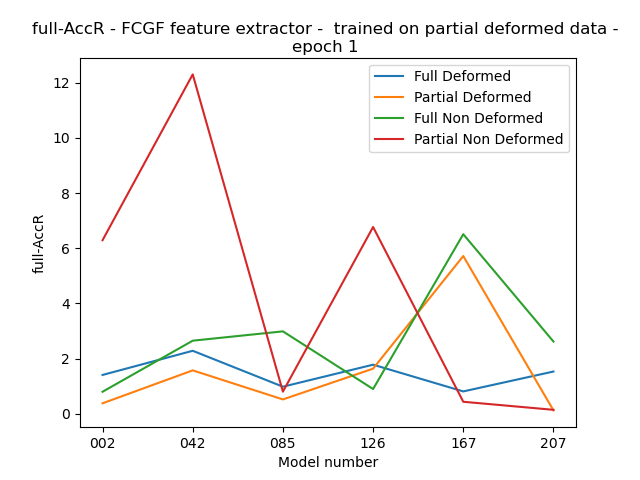 full-AccR - FCGF feature extractor -  trained on partial deformed data -
epoch 1
Full Deformed
Partial Deformed
Full Non Deformed
Partial Non Deformed
full-AccR
12
10
8
6
4
2
0
002 042 085 126 167 207
Model number